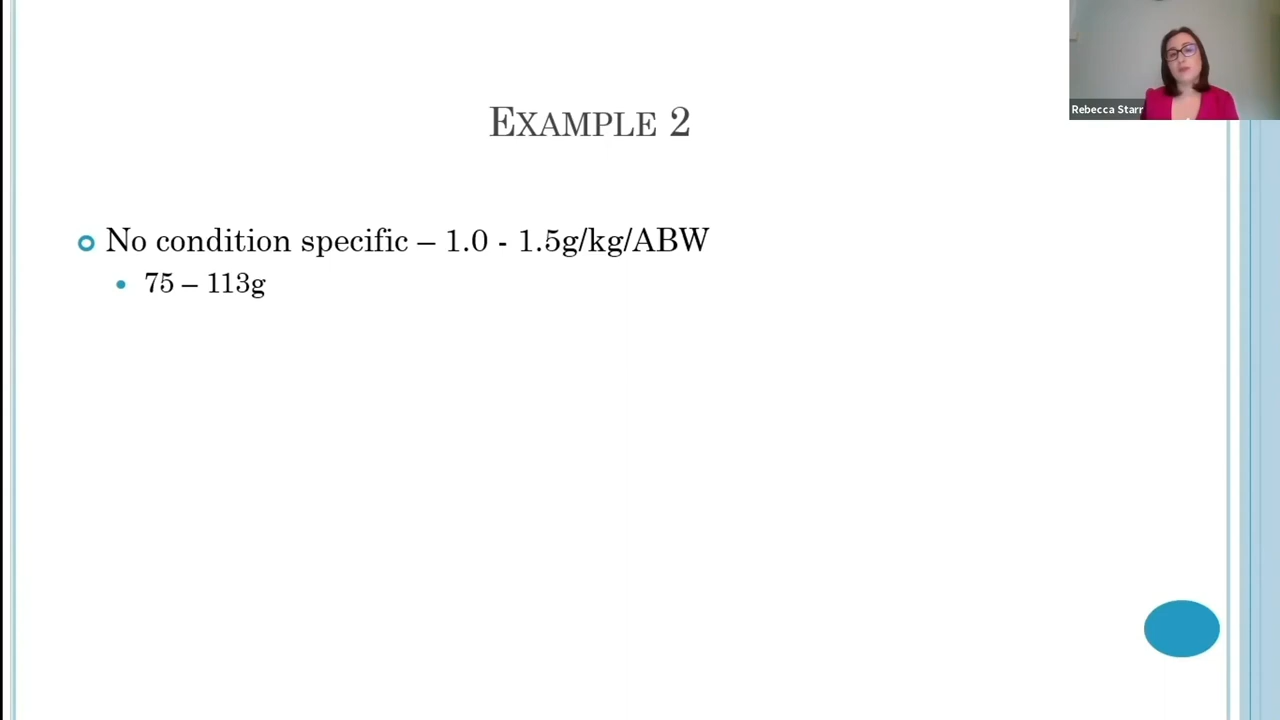 EXAMPLE 2
No condition specific – 1.0 - 1.5g/kg/ABW
75 – 113g
Rebecca Starr